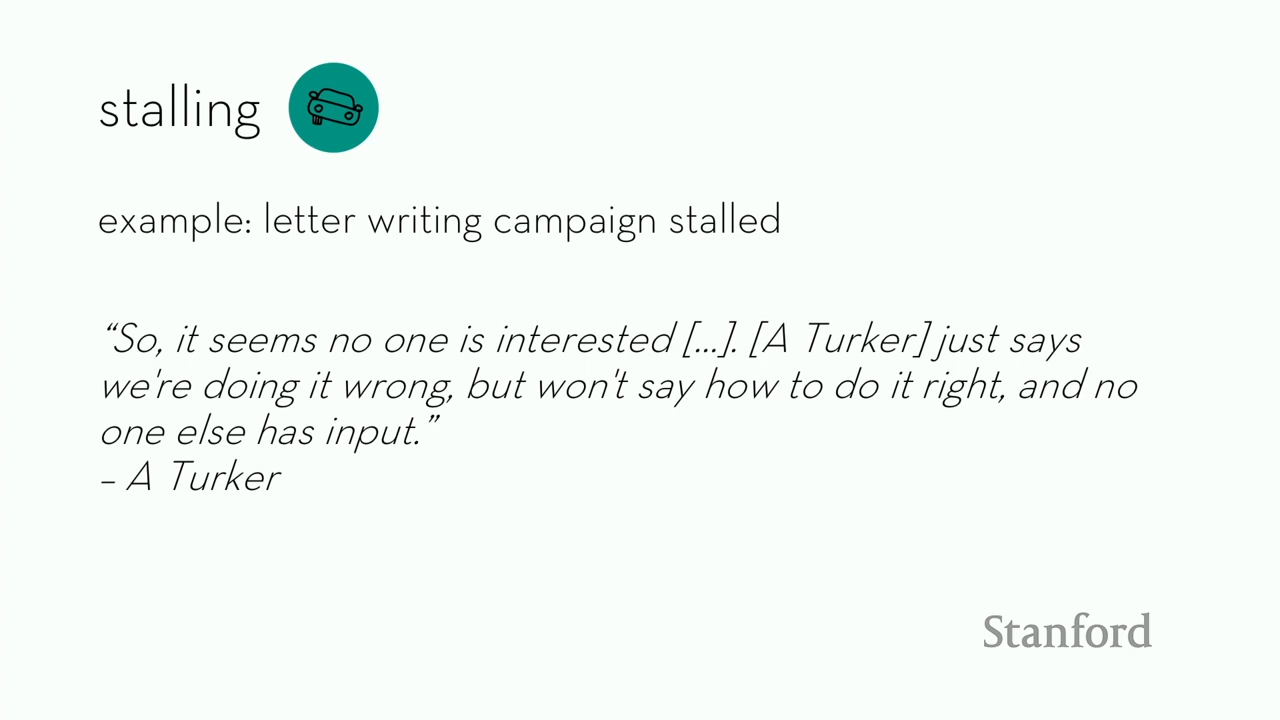 stalling
example: letter writing campaign stalled
“So, it seems no one is interested [...]. [A Turker] just says
we're doing it wrong, but won't say how to do it right, and no
one else has input.”
– A Turker
Stanford